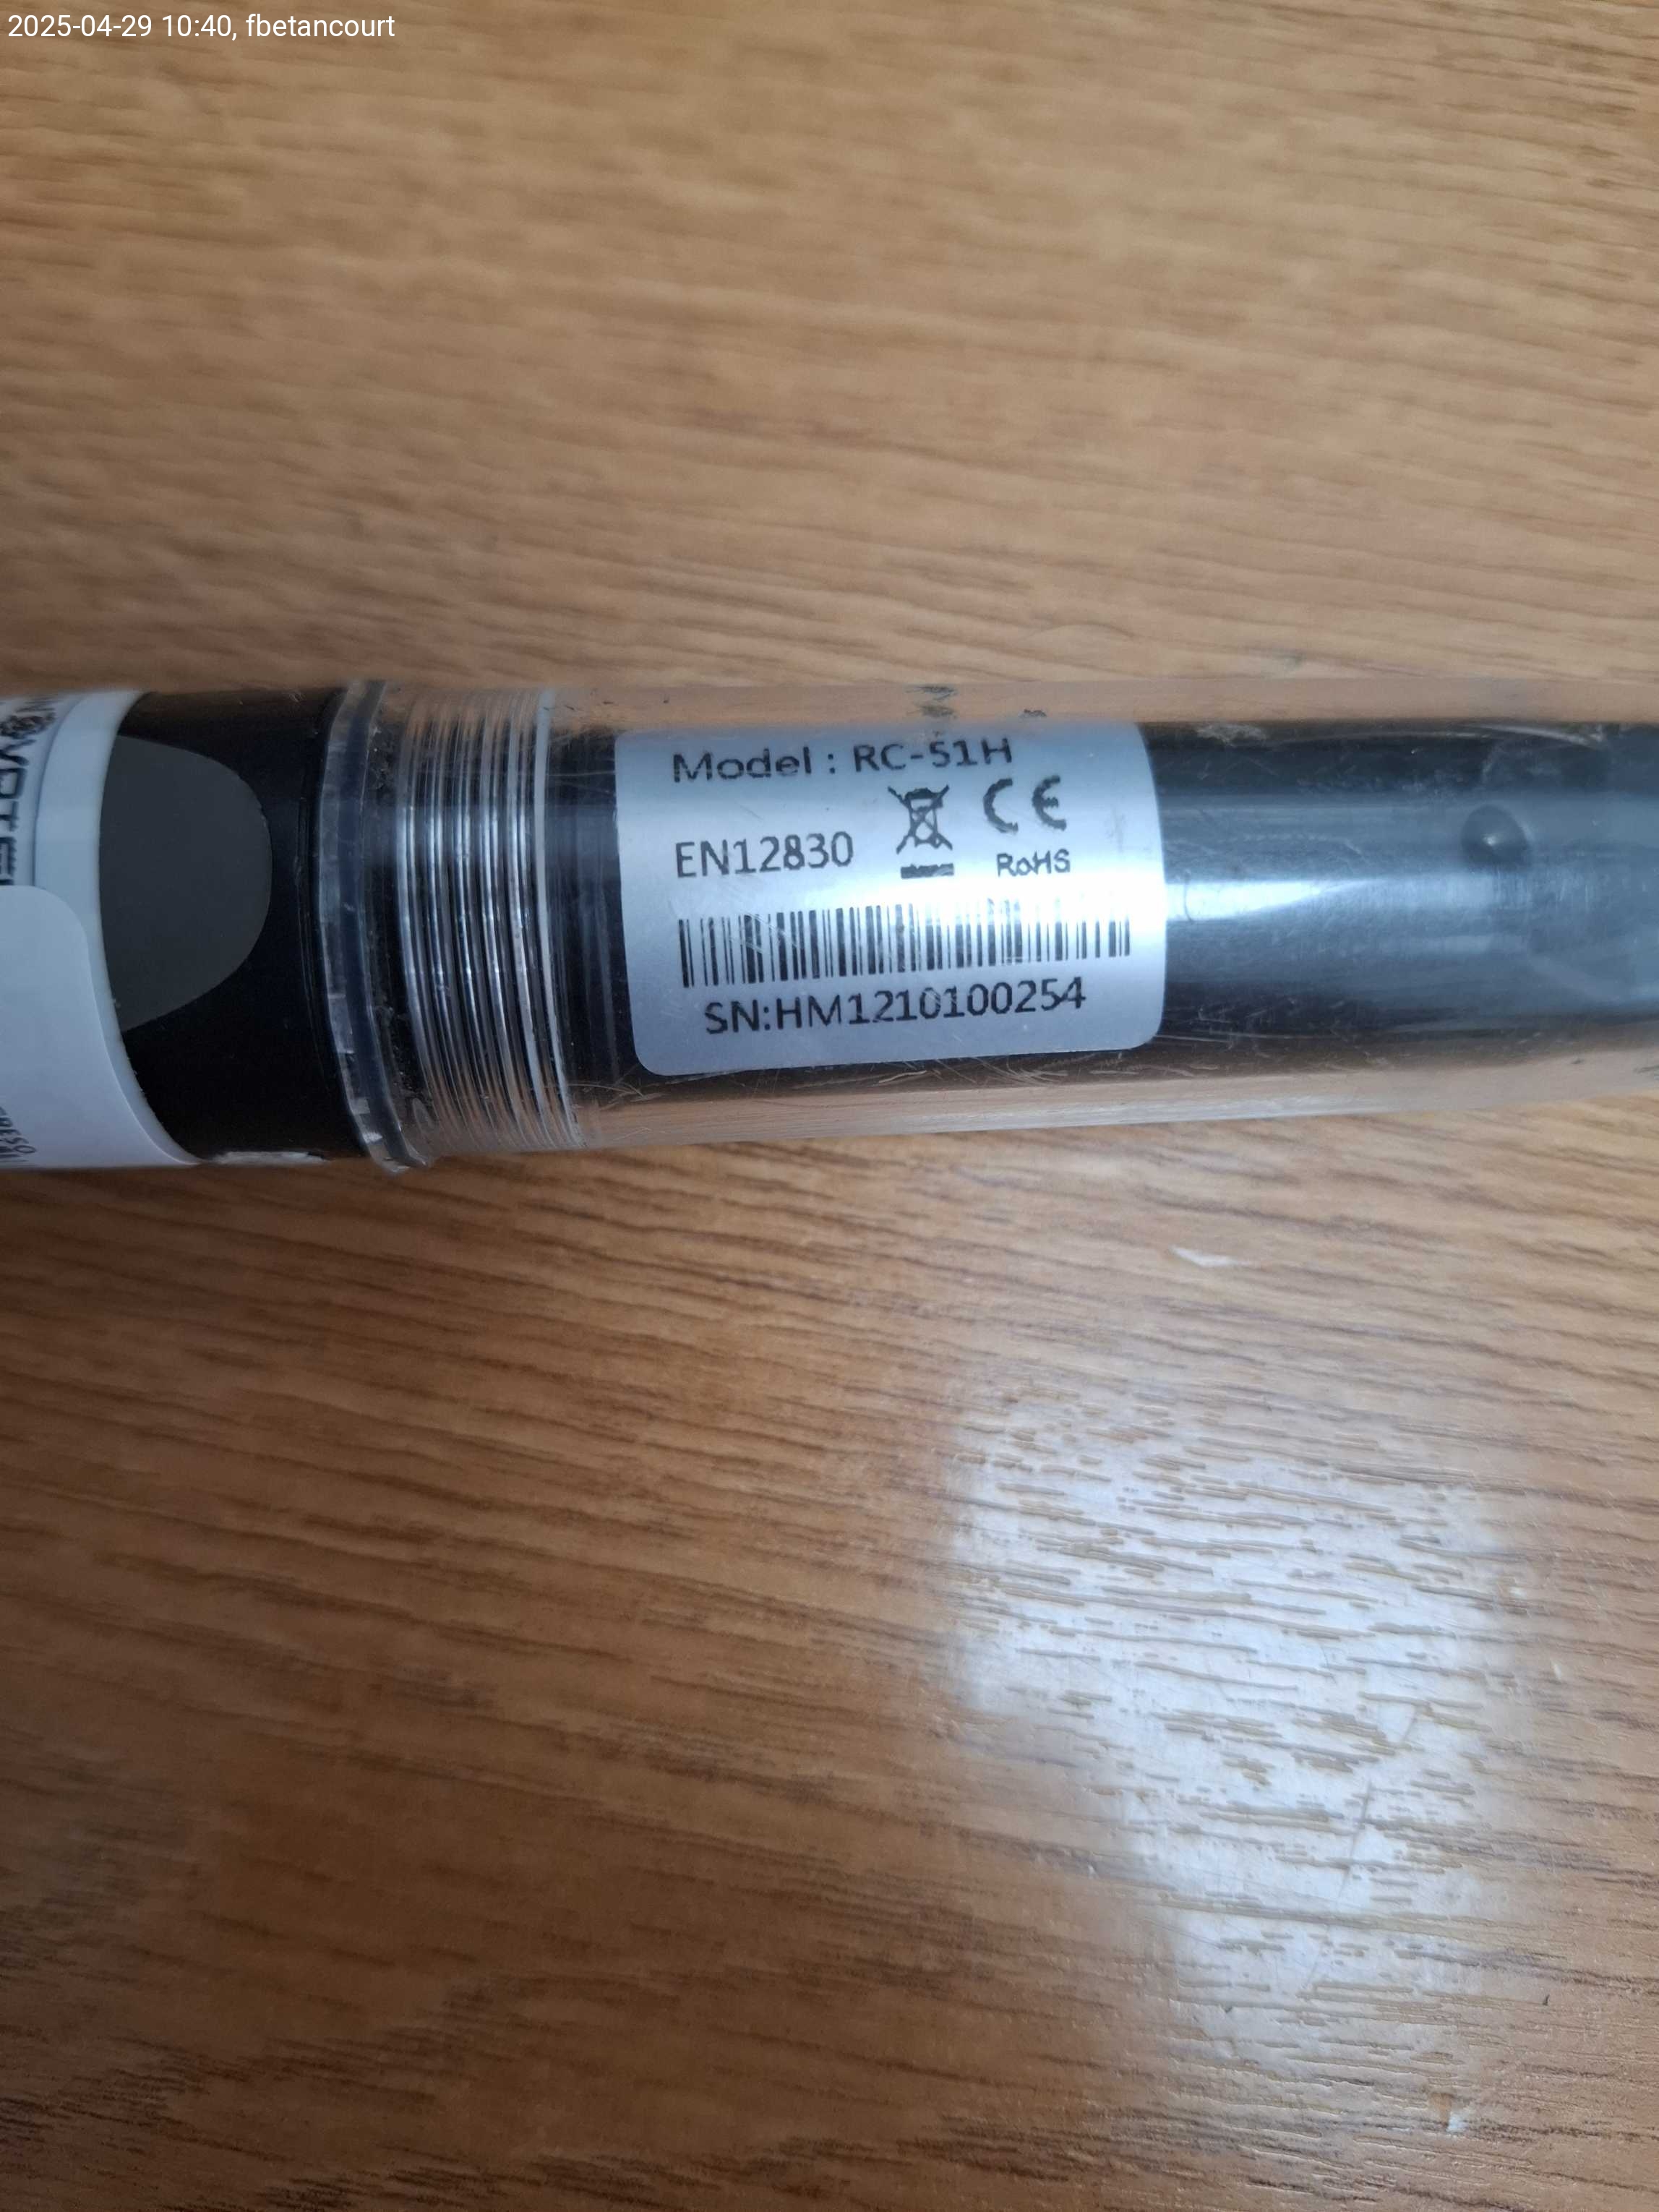 2025-04-29 10:40, fbetancourt
Model : RC-51H
EN12830
CE
RoHS
SN:HM1210100254